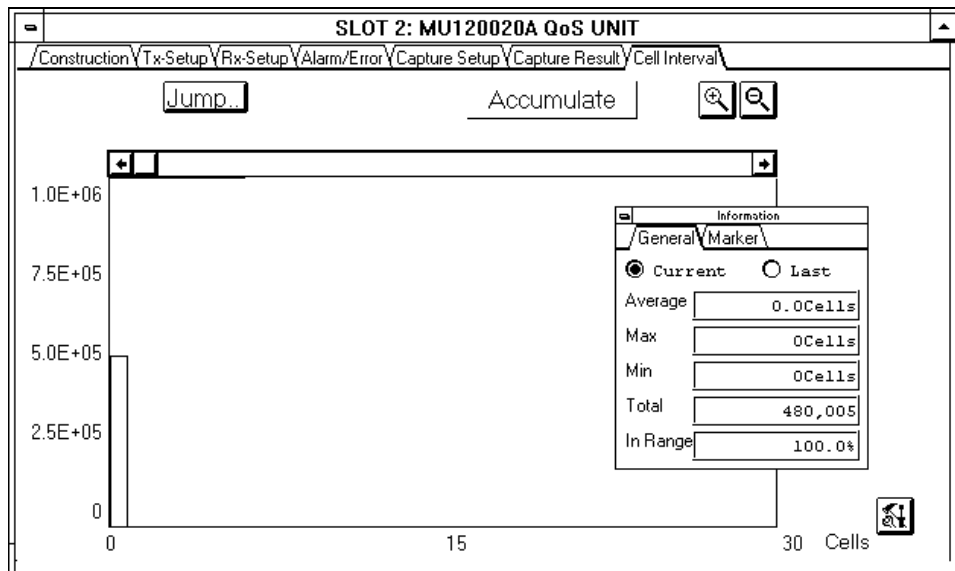 SLOT 2: MU120020A QoS UNIT
Construction Tx-Setup Rx-Setup Alarm/Error Capture Setup Capture Result Cell Interval
Jump.. Accumulate
1.0E+06
7.5E+05
5.0E+05
2.5E+05
0
0 15 30 Cells
Information
General Marker
Current Last
Average 0.0Cells
Max 0Cells
Min 0Cells
Total 480,005
In Range 100.0%